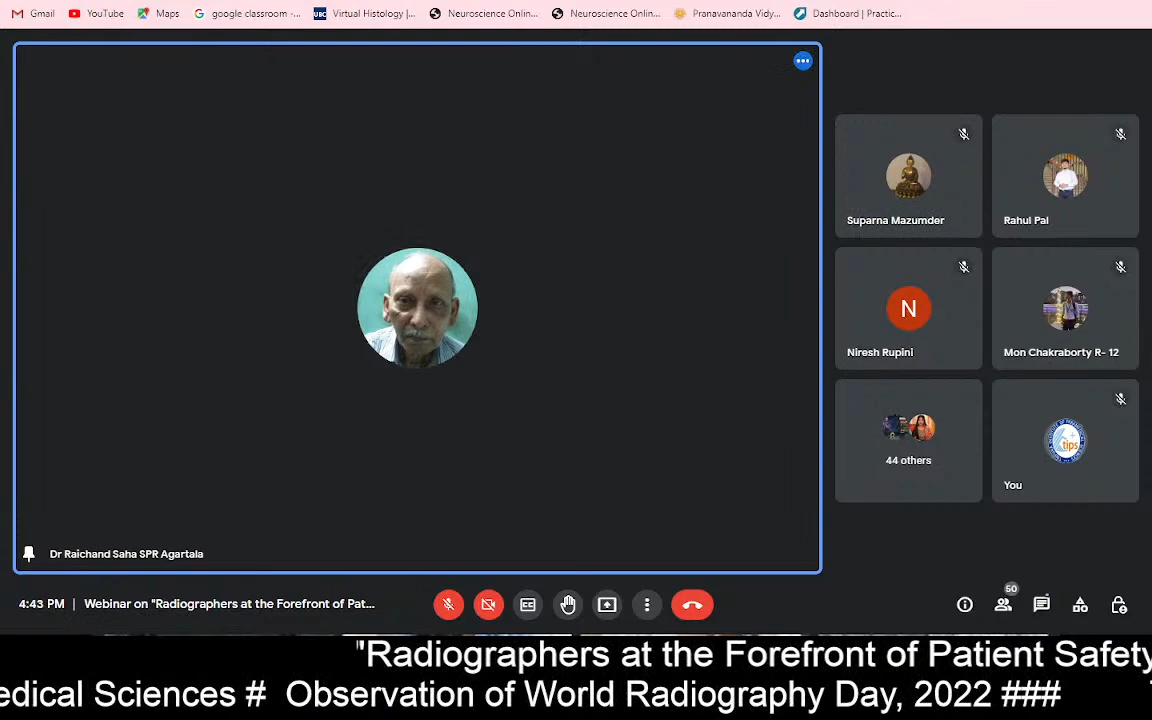 Gmail
YouTube
Maps
google classroom -...
UBC
Virtual Histology |...
Neuroscience Onlin...
Neuroscience Onlin...
Pranavananda Vidy...
Dashboard | Practic...
Suparna Mazumder
Rahul Pal
N
Niresh Rupini
Mon Chakraborty R- 12
44 others
tips
You
Dr Raichand Saha SPR Agartala
4:43 PM | Webinar on "Radiographers at the Forefront of Pat...
50
"Radiographers at the Forefront of Patient Safety
edical Sciences # Observation of World Radiography Day, 2022 ###